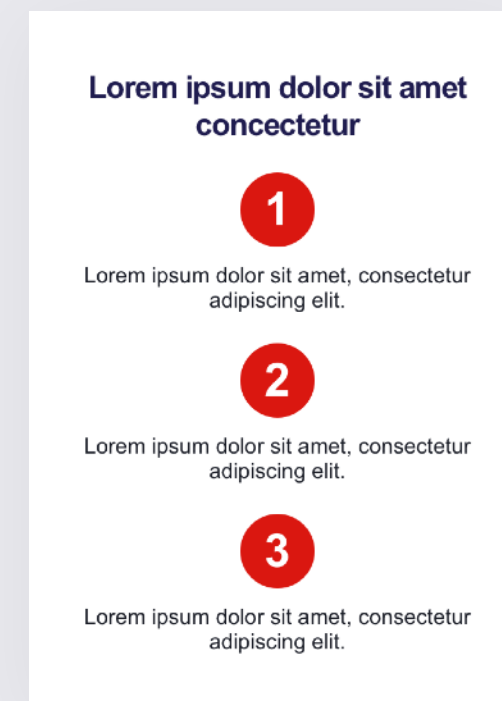 Lorem ipsum dolor sit amet
concectetur
1
Lorem ipsum dolor sit amet, consectetur
adipiscing elit.
2
Lorem ipsum dolor sit amet, consectetur
adipiscing elit.
3
Lorem ipsum dolor sit amet, consectetur
adipiscing elit.